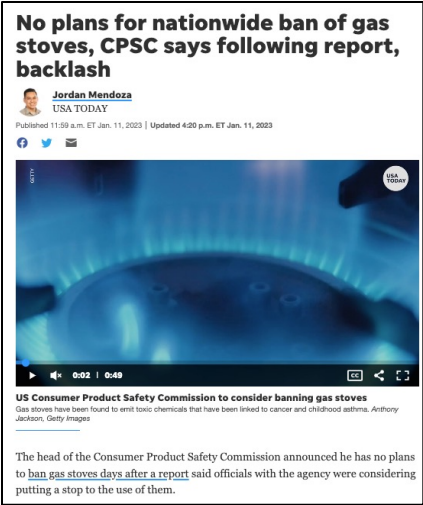 No plans for nationwide ban of gas
stoves, CPSC says following report,
backlash
Jordan Mendoza
USA TODAY
Published 11:59 a.m. ET Jan. 11, 2023 | Updated 4:20 p.m. ET Jan. 11, 2023
GETTY
USA
TODAY
0:02 | 0:49
CC
US Consumer Product Safety Commission to consider banning gas stoves
Gas stoves have been found to emit toxic chemicals that have been linked to cancer and childhood asthma. Anthony
Jackson, Getty Images
The head of the Consumer Product Safety Commission announced he has no plans
to ban gas stoves days after a report said officials with the agency were considering
putting a stop to the use of them.